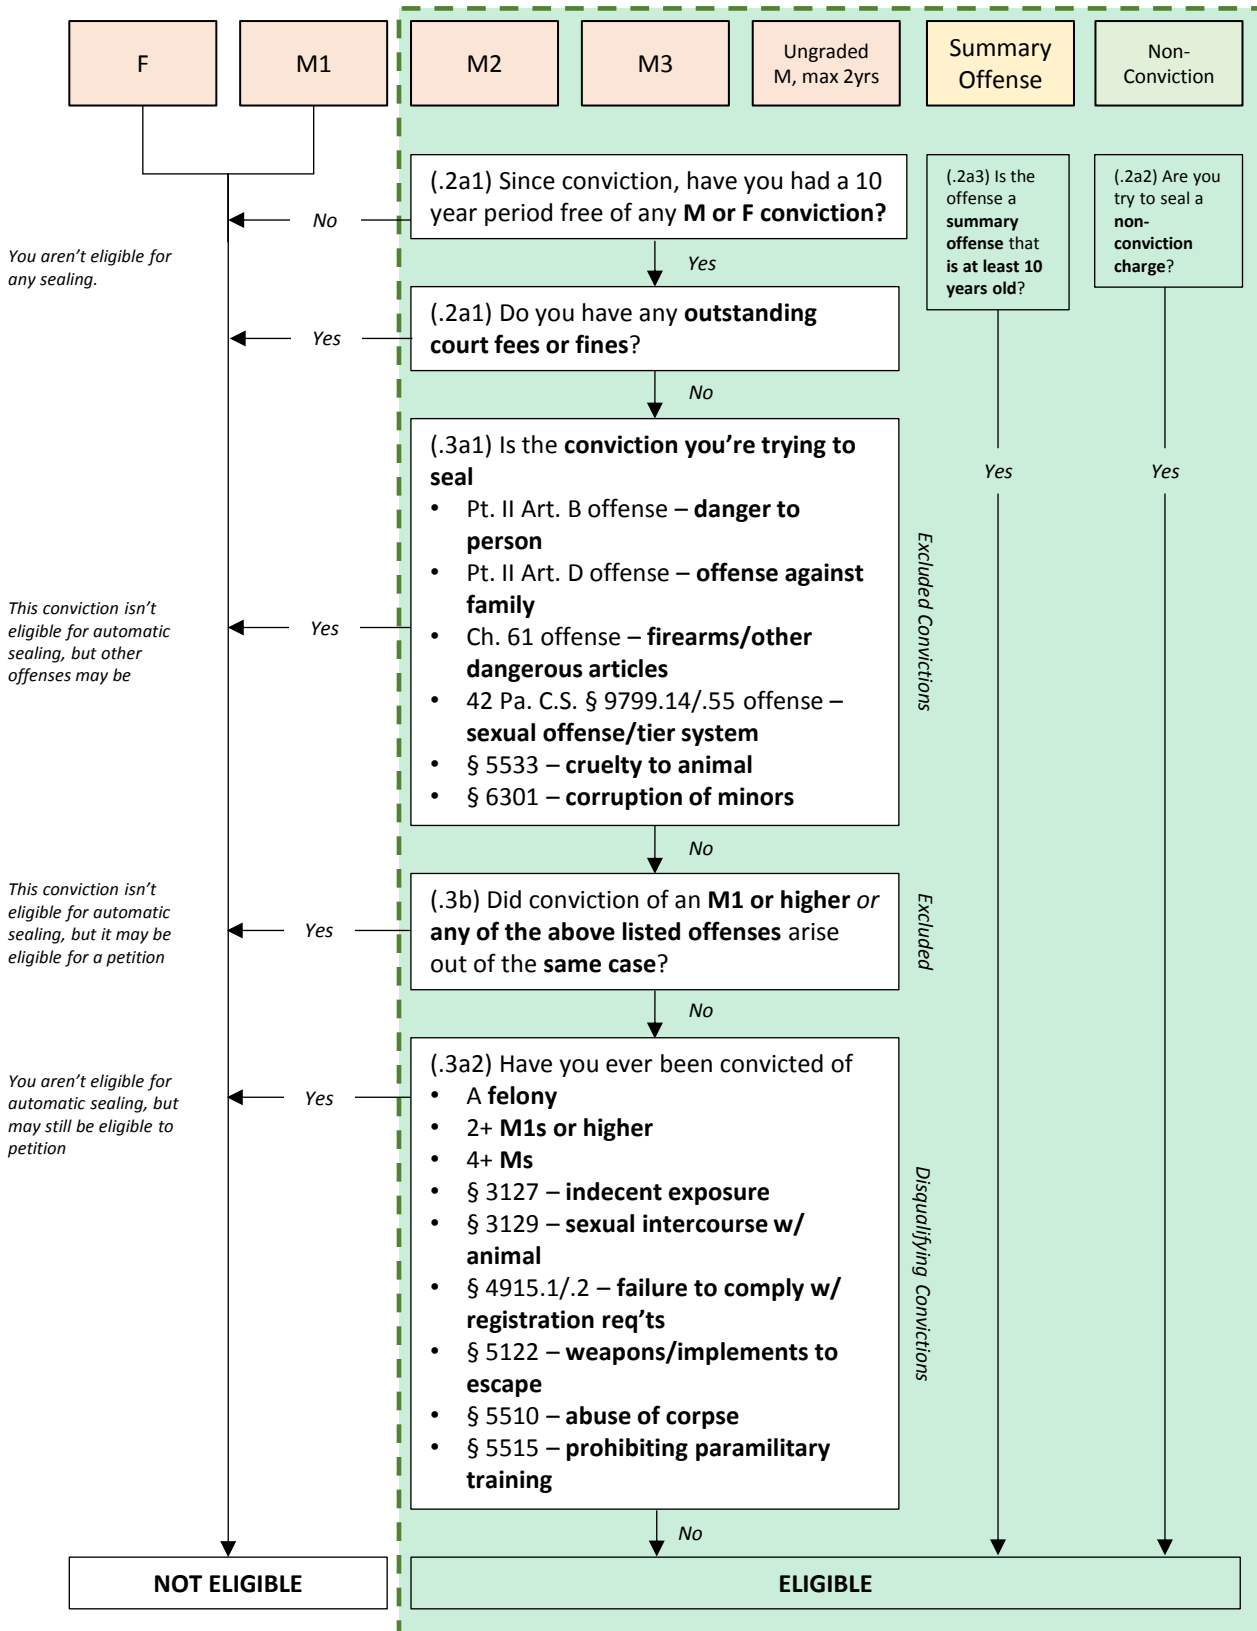 F
M1
M2
M3
Ungraded
M, max 2yrs
Summary
Offense
Non-
Conviction
(.2a1) Since conviction, have you had a 10
year period free of any M or F conviction?
(.2a3) Is the
offense a
summary
offense that
is at least 10
years old?
(.2a2) Are you
try to seal a
non-
conviction
charge?
No
You aren't eligible for
any sealing.
Yes
(.2a1) Do you have any outstanding
court fees or fines?
Yes
No
(.3a1) Is the conviction you're trying to
seal
• Pt. II Art. B offense – danger to
person
• Pt. II Art. D offense – offense against
family
• Ch. 61 offense – firearms/other
dangerous articles
• 42 Pa. C.S. § 9799.14/.55 offense –
sexual offense/tier system
• § 5533 – cruelty to animal
• § 6301 – corruption of minors
Yes
Yes
Excluded Convictions
This conviction isn't
eligible for automatic
sealing, but other
offenses may be
Yes
No
This conviction isn't
eligible for automatic
sealing, but it may be
eligible for a petition
Yes
(.3b) Did conviction of an M1 or higher or
any of the above listed offenses arise
out of the same case?
Excluded
No
(.3a2) Have you ever been convicted of
• A felony
• 2+ M1s or higher
• 4+ Ms
• § 3127 – indecent exposure
• § 3129 – sexual intercourse w/
animal
• § 4915.1/.2 – failure to comply w/
registration req'ts
• § 5122 – weapons/implements to
escape
• § 5510 – abuse of corpse
• § 5515 – prohibiting paramilitary
training
You aren't eligible for
automatic sealing, but
may still be eligible to
petition
Yes
Disqualifying Convictions
No
NOT ELIGIBLE
ELIGIBLE